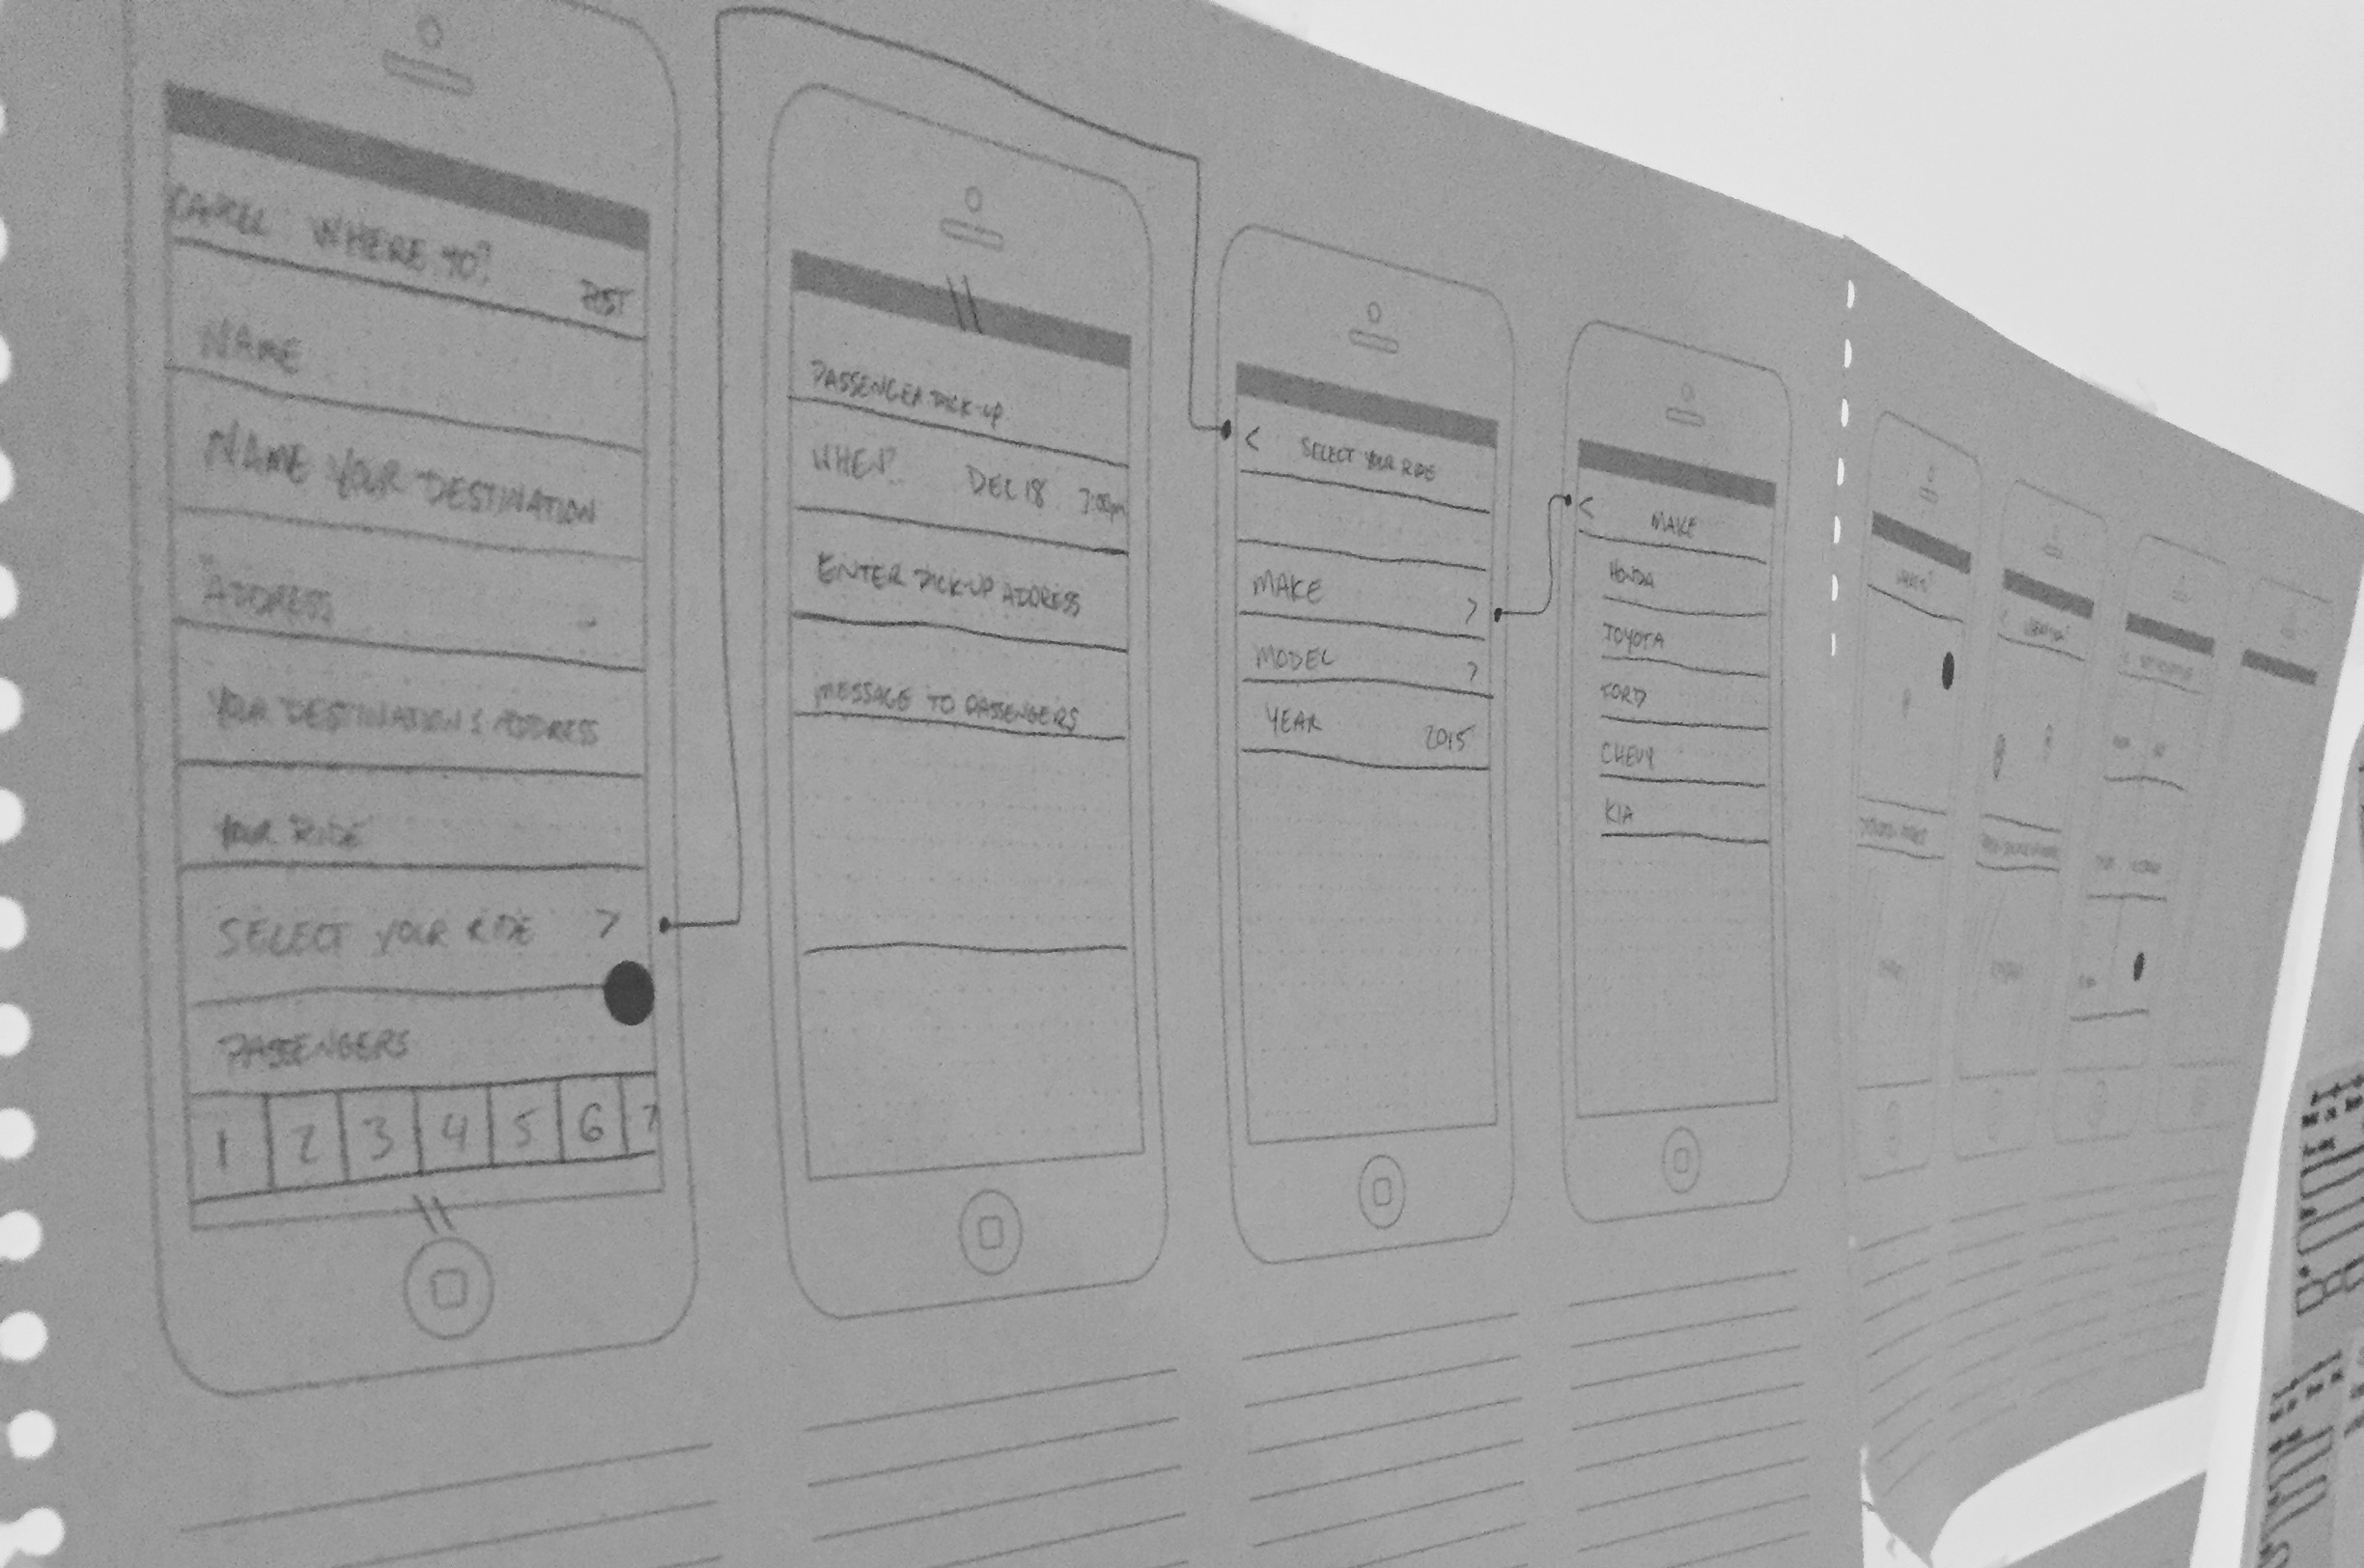 CANCEL WHERE TO? POST
NAME
NAME YOUR DESTINATION
ADDRESS
YOUR DESTINATIONS ADDRESS
YOUR RIDE
SELECT YOUR RIDE >
PASSENGERS
1 2 3 4 5 6 7
PASSENGER PICK-UP
WHEN? DEC 18 7:00pm
ENTER PICK-UP ADDRESS
MESSAGE TO PASSENGERS
< SELECT YOUR RIDE
MAKE >
MODEL >
YEAR 2015
< MAKE
HONDA
TOYOTA
FORD
CHEVY
KIA